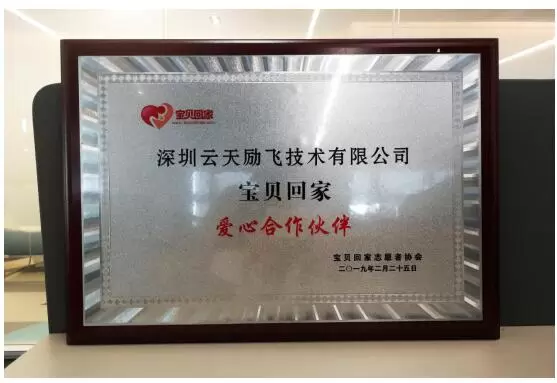 宝贝回家
深圳云天励飞技术有限公司
宝贝回家
爱心合作伙伴
宝贝回家志愿者协会
二〇一九年二月二十五日